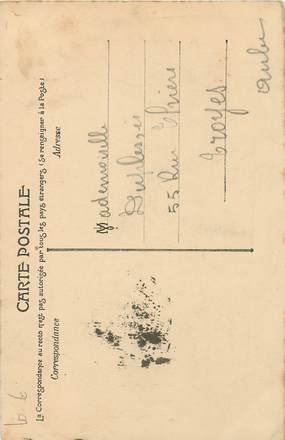 CARTE POSTALE
La Correspondance au recto n'est pas autorisée par tous les pays étrangers (Se renseigner à la Poste)
Correspondance
Adresse
Mademoiselle
Duplessis
55 Rue Thiers
Troyes
Aube